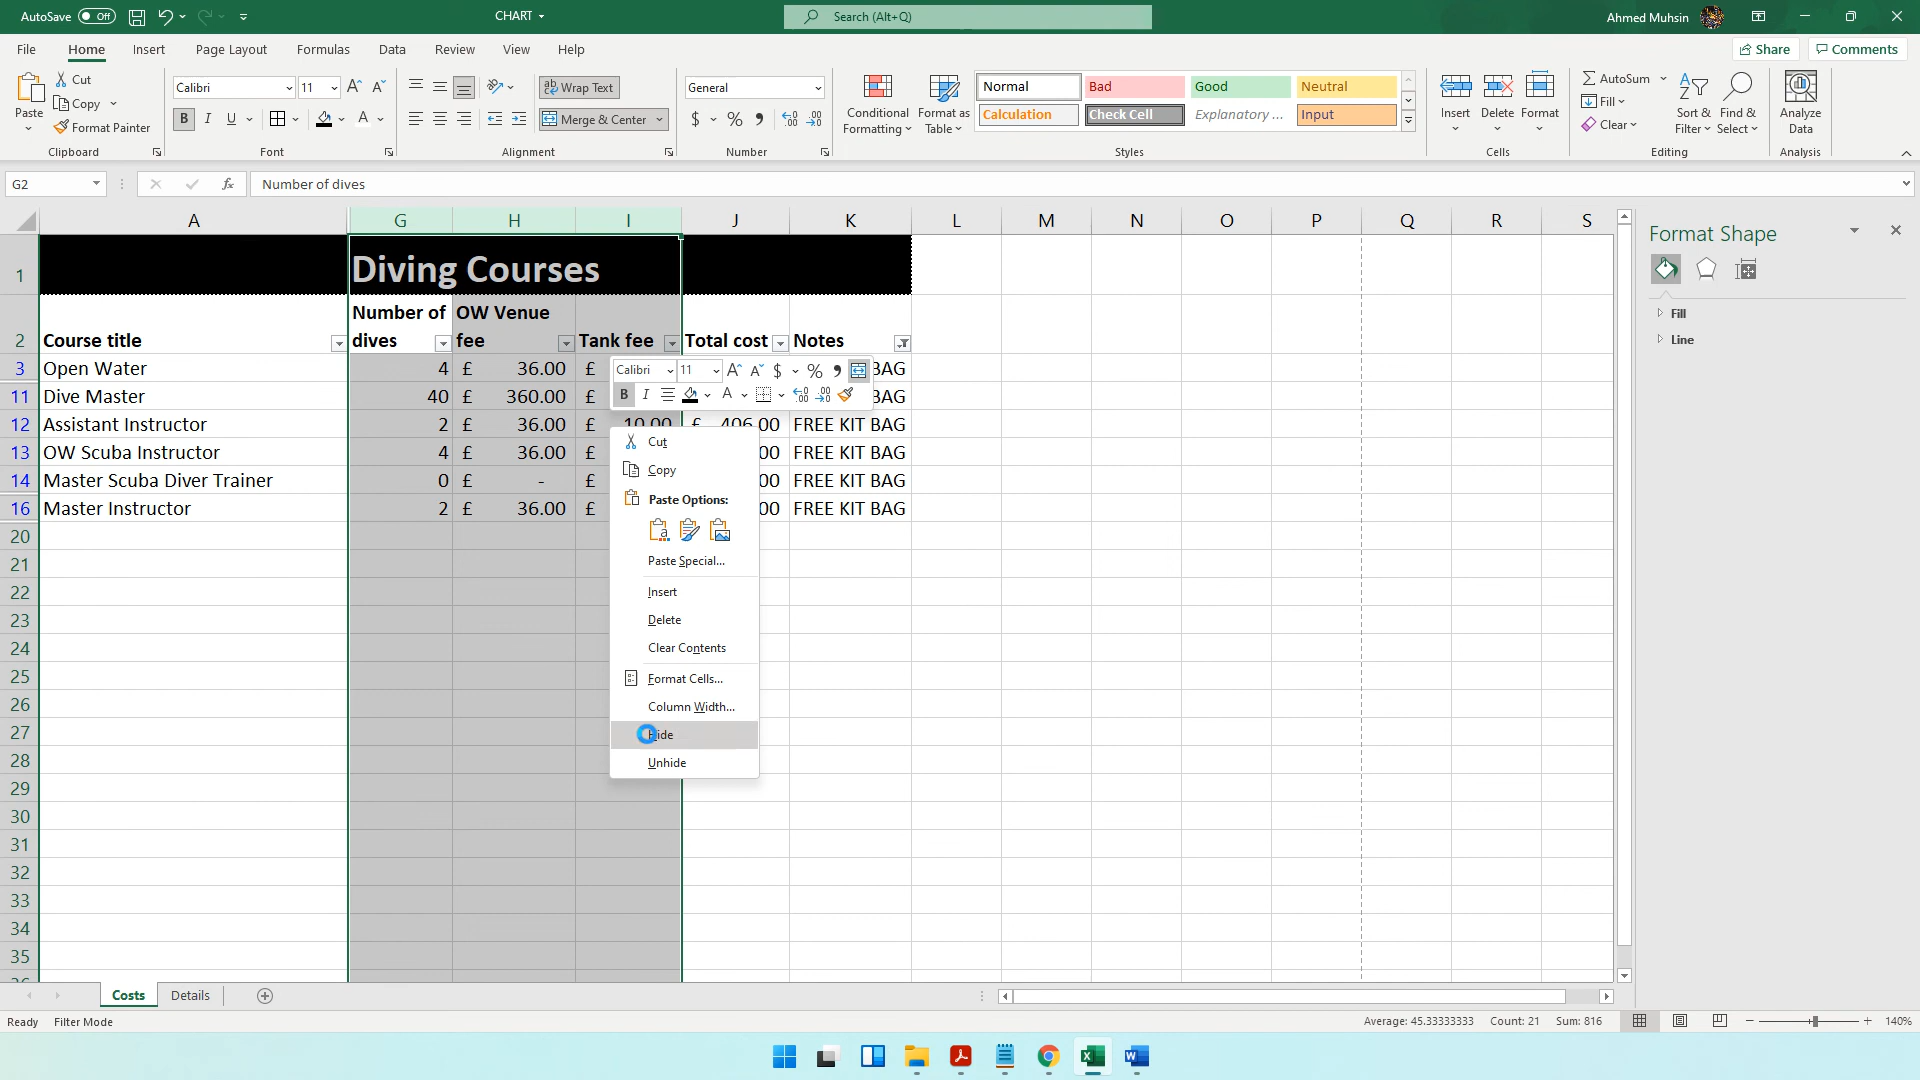 AutoSave Off CHART Search (Alt+Q) Ahmed Muhsin
File Home Insert Page Layout Formulas Data Review View Help Share Comments
Paste Cut Copy Format Painter Clipboard
Calibri 11 B I U A Font
ab Wrap Text Merge & Center Alignment
General $ % Number
Conditional Formatting Format as Table
Normal Bad Good Neutral
Calculation Check Cell Explanatory ... Input
Styles
Insert Delete Format Cells
AutoSum Fill Clear Sort & Filter Find & Select Editing
Analyze Data Analysis
G2 fx Number of dives
A G H I J K L M N O P Q R S
1 Diving Courses
2 Course title Number of dives OW Venue fee Tank fee Total cost Notes
3 Open Water 4 £ 36.00 £ BAG
11 Dive Master 40 £ 360.00 £ BAG
12 Assistant Instructor 2 £ 36.00 £ 10.00 £ 406.00 FREE KIT BAG
13 OW Scuba Instructor 4 £ 36.00 £ 00 FREE KIT BAG
14 Master Scuba Diver Trainer 0 £ - £ 00 FREE KIT BAG
16 Master Instructor 2 £ 36.00 £ 00 FREE KIT BAG
20
21
22
23
24
25
26
27
28
29
30
31
32
33
34
35
Calibri 11 A A $ % B I A
Cut
Copy
Paste Options:
Paste Special...
Insert
Delete
Clear Contents
Format Cells...
Column Width...
Hide
Unhide
Format Shape
Fill
Line
Costs Details
Ready Filter Mode Average: 45.33333333 Count: 21 Sum: 816 140%